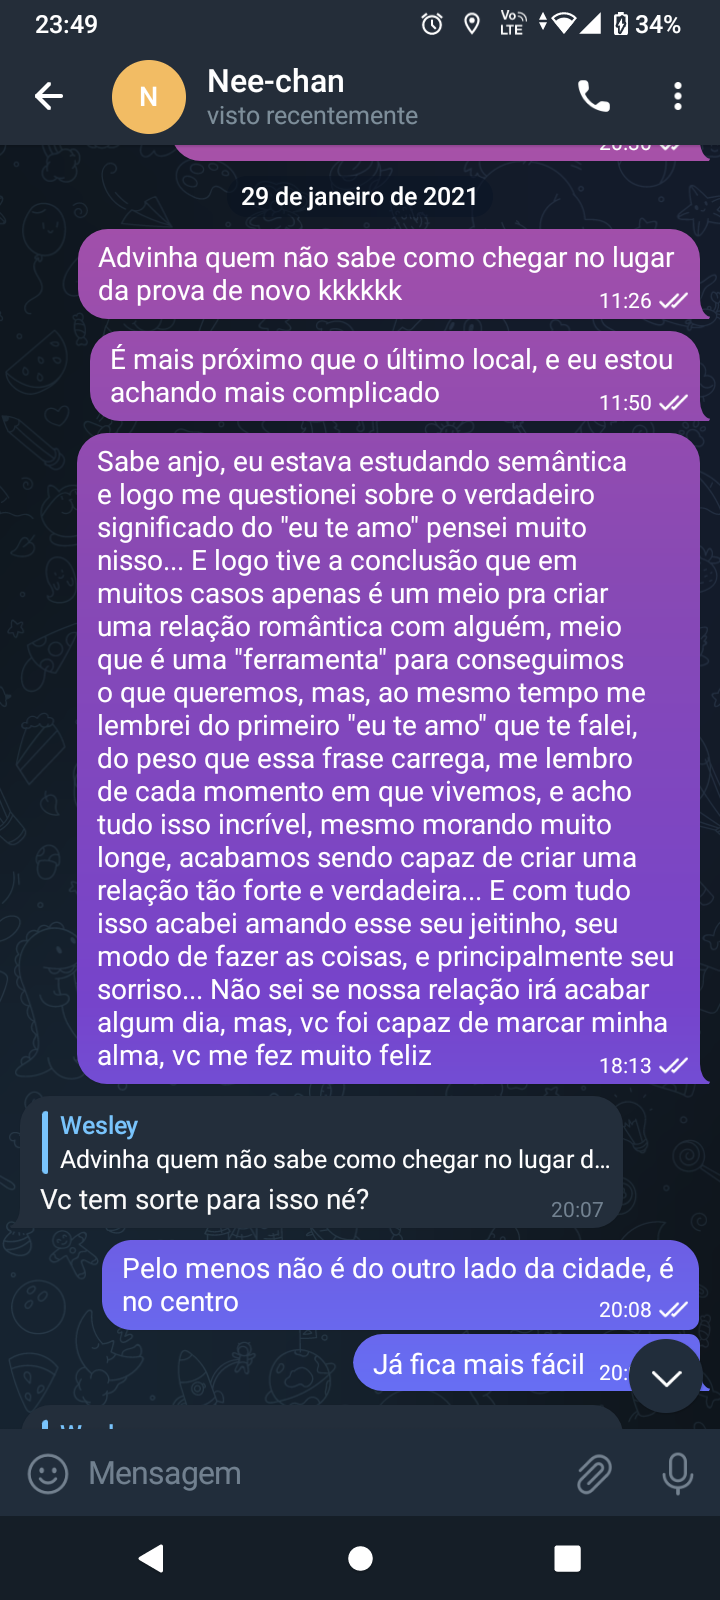 23:49
Vo LTE 34%
N
Nee-chan
visto recentemente
29 de janeiro de 2021
Advinha quem não sabe como chegar no lugar
da prova de novo kkkkkk
11:26
É mais próximo que o último local, e eu estou
achando mais complicado
11:50
Sabe anjo, eu estava estudando semântica
e logo me questionei sobre o verdadeiro
significado do "eu te amo" pensei muito
nisso... E logo tive a conclusão que em
muitos casos apenas é um meio pra criar
uma relação romântica com alguém, meio
que é uma "ferramenta" para conseguimos
o que queremos, mas, ao mesmo tempo me
lembrei do primeiro "eu te amo" que te falei,
do peso que essa frase carrega, me lembro
de cada momento em que vivemos, e acho
tudo isso incrível, mesmo morando muito
longe, acabamos sendo capaz de criar uma
relação tão forte e verdadeira... E com tudo
isso acabei amando esse seu jeitinho, seu
modo de fazer as coisas, e principalmente seu
sorriso... Não sei se nossa relação irá acabar
algum dia, mas, vc foi capaz de marcar minha
alma, vc me fez muito feliz
18:13
Wesley
Advinha quem não sabe como chegar no lugar d...
Vc tem sorte para isso né?
20:07
Pelo menos não é do outro lado da cidade, é
no centro
20:08
Já fica mais fácil
20:
Mensagem